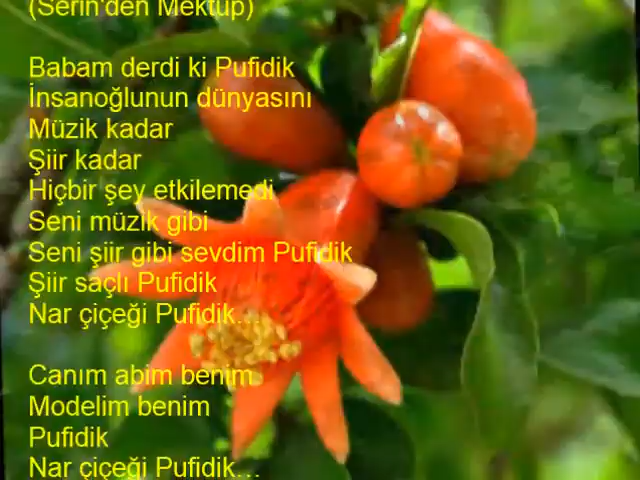 (Serin'den Mektup)
Babam derdi ki Pufidik
İnsanoğlunun dünyasını
Müzik kadar
Şiir kadar
Hiçbir şey etkilemedi
Seni müzik gibi
Seni şiir gibi sevdim Pufidik
Şiir saçlı Pufidik
Nar çiçeği Pufidik...
Canım abim benim
Modelim benim
Pufidik
Nar çiçeği Pufidik...